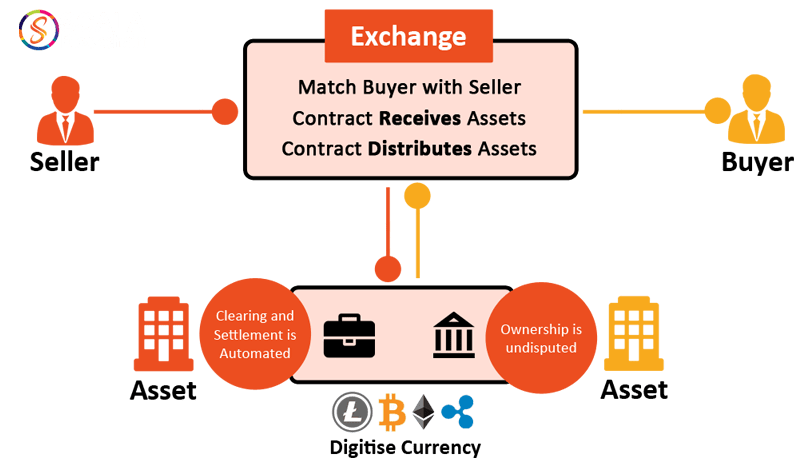 Exchange
Match Buyer with Seller
Contract Receives Assets
Contract Distributes Assets
Seller
Buyer
Clearing and
Settlement is
Automated
Ownership is
undisputed
Asset
Asset
Digitise Currency